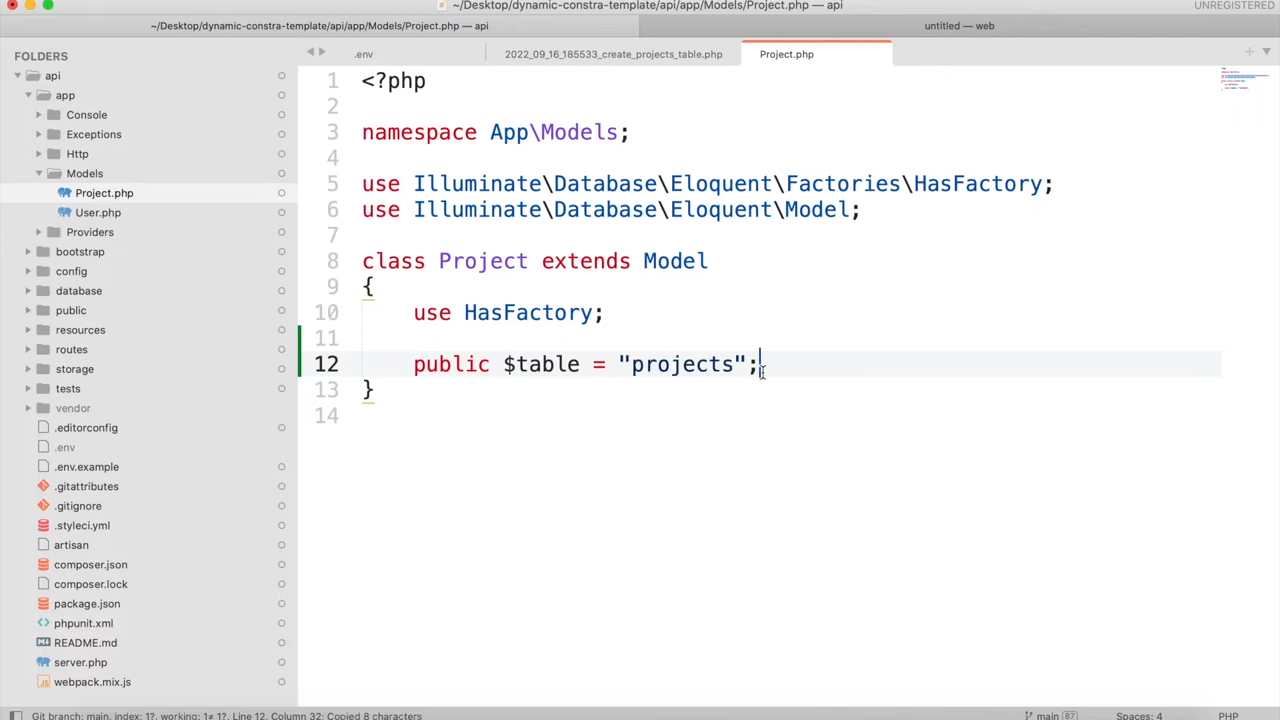 ~/Desktop/dynamic-constra-template/api/app/Models/Project.php — api
UNREGISTERED
~/Desktop/dynamic-constra-template/api/app/Models/Project.php — api
untitled — web
FOLDERS
api
app
Console
Exceptions
Http
Models
Project.php
User.php
Providers
bootstrap
config
database
public
resources
routes
storage
tests
vendor
.editorconfig
.env
.env.example
.gitattributes
.gitignore
.styleci.yml
artisan
composer.json
composer.lock
package.json
phpunit.xml
README.md
server.php
webpack.mix.js
.env
2022_09_16_185533_create_projects_table.php
Project.php
1 <?php
2
3 namespace App\Models;
4
5 use Illuminate\Database\Eloquent\Factories\HasFactory;
6 use Illuminate\Database\Eloquent\Model;
7
8 class Project extends Model
9 {
10 use HasFactory;
11
12 public $table = "projects";
13 }
14
Git branch: main, index: 1?, working: 1≠ 1?, Line 12, Column 32; Copied 8 characters
main 87
Spaces: 4
PHP